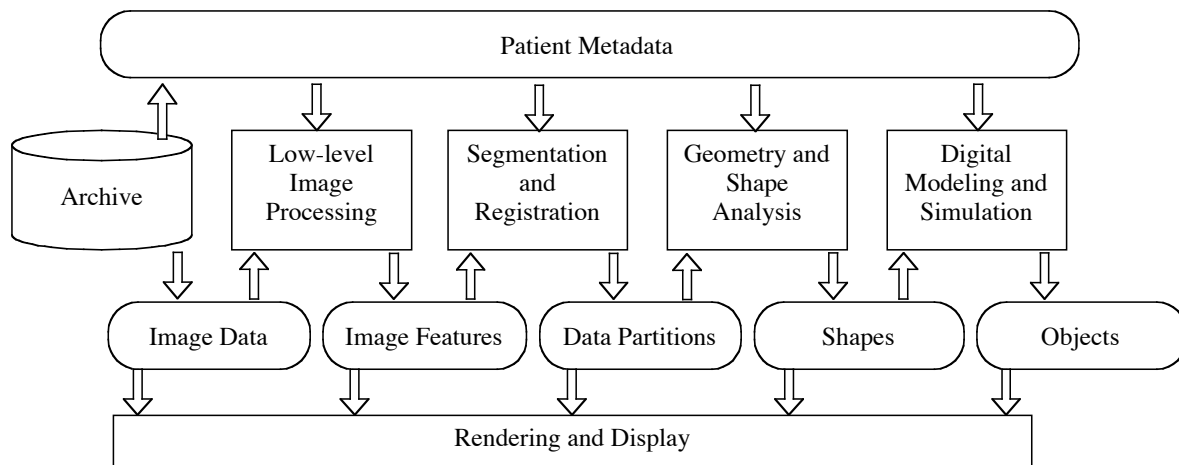 Patient Metadata
Archive
Low-level
Image
Processing
Segmentation
and
Registration
Geometry and
Shape
Analysis
Digital
Modeling and
Simulation
Image Data
Image Features
Data Partitions
Shapes
Objects
Rendering and Display